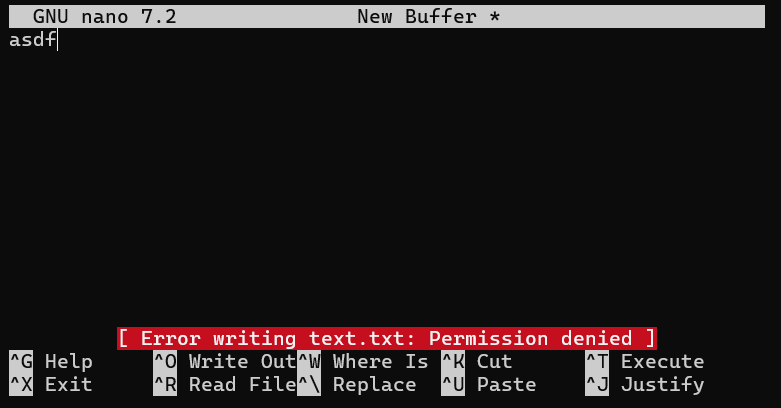 GNU nano 7.2 New Buffer *
asdf
[ Error writing text.txt: Permission denied ]
^G Help ^O Write Out ^W Where Is ^K Cut ^T Execute
^X Exit ^R Read File ^\ Replace ^U Paste ^J Justify